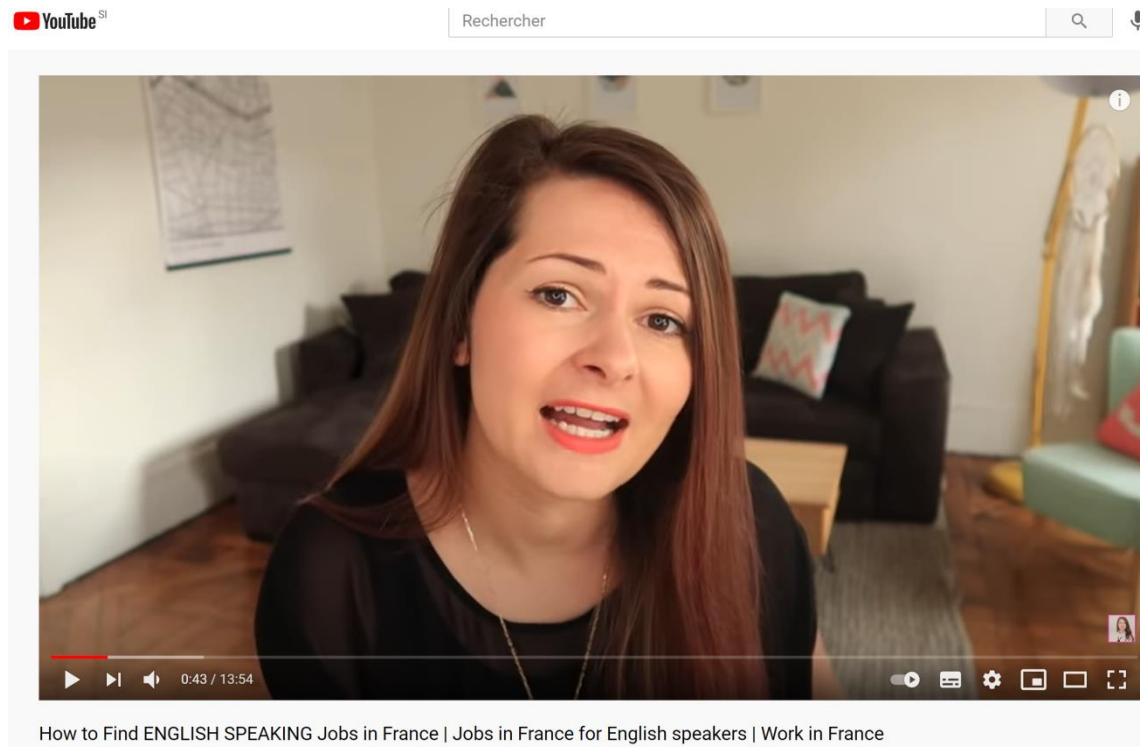 YouTube SI
Rechercher
0:43 / 13:54
How to Find ENGLISH SPEAKING Jobs in France | Jobs in France for English speakers | Work in France